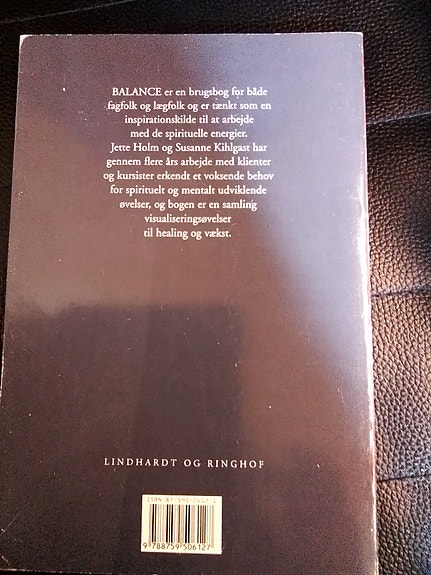 BALANCE er en brugsbog for både
fagfolk og lægfolk og er tænkt som en
inspirationskilde til at arbejde
med de spirituelle energier.
Jette Holm og Susanne Kihlgast har
gennem flere års arbejde med klienter
og kursister erkendt et voksende behov
for spirituelt og mentalt udviklende
øvelser, og bogen er en samling
visualiseringsøvelser
til healing og vækst.
LINDHARDT OG RINGHOF
9 788759 506127